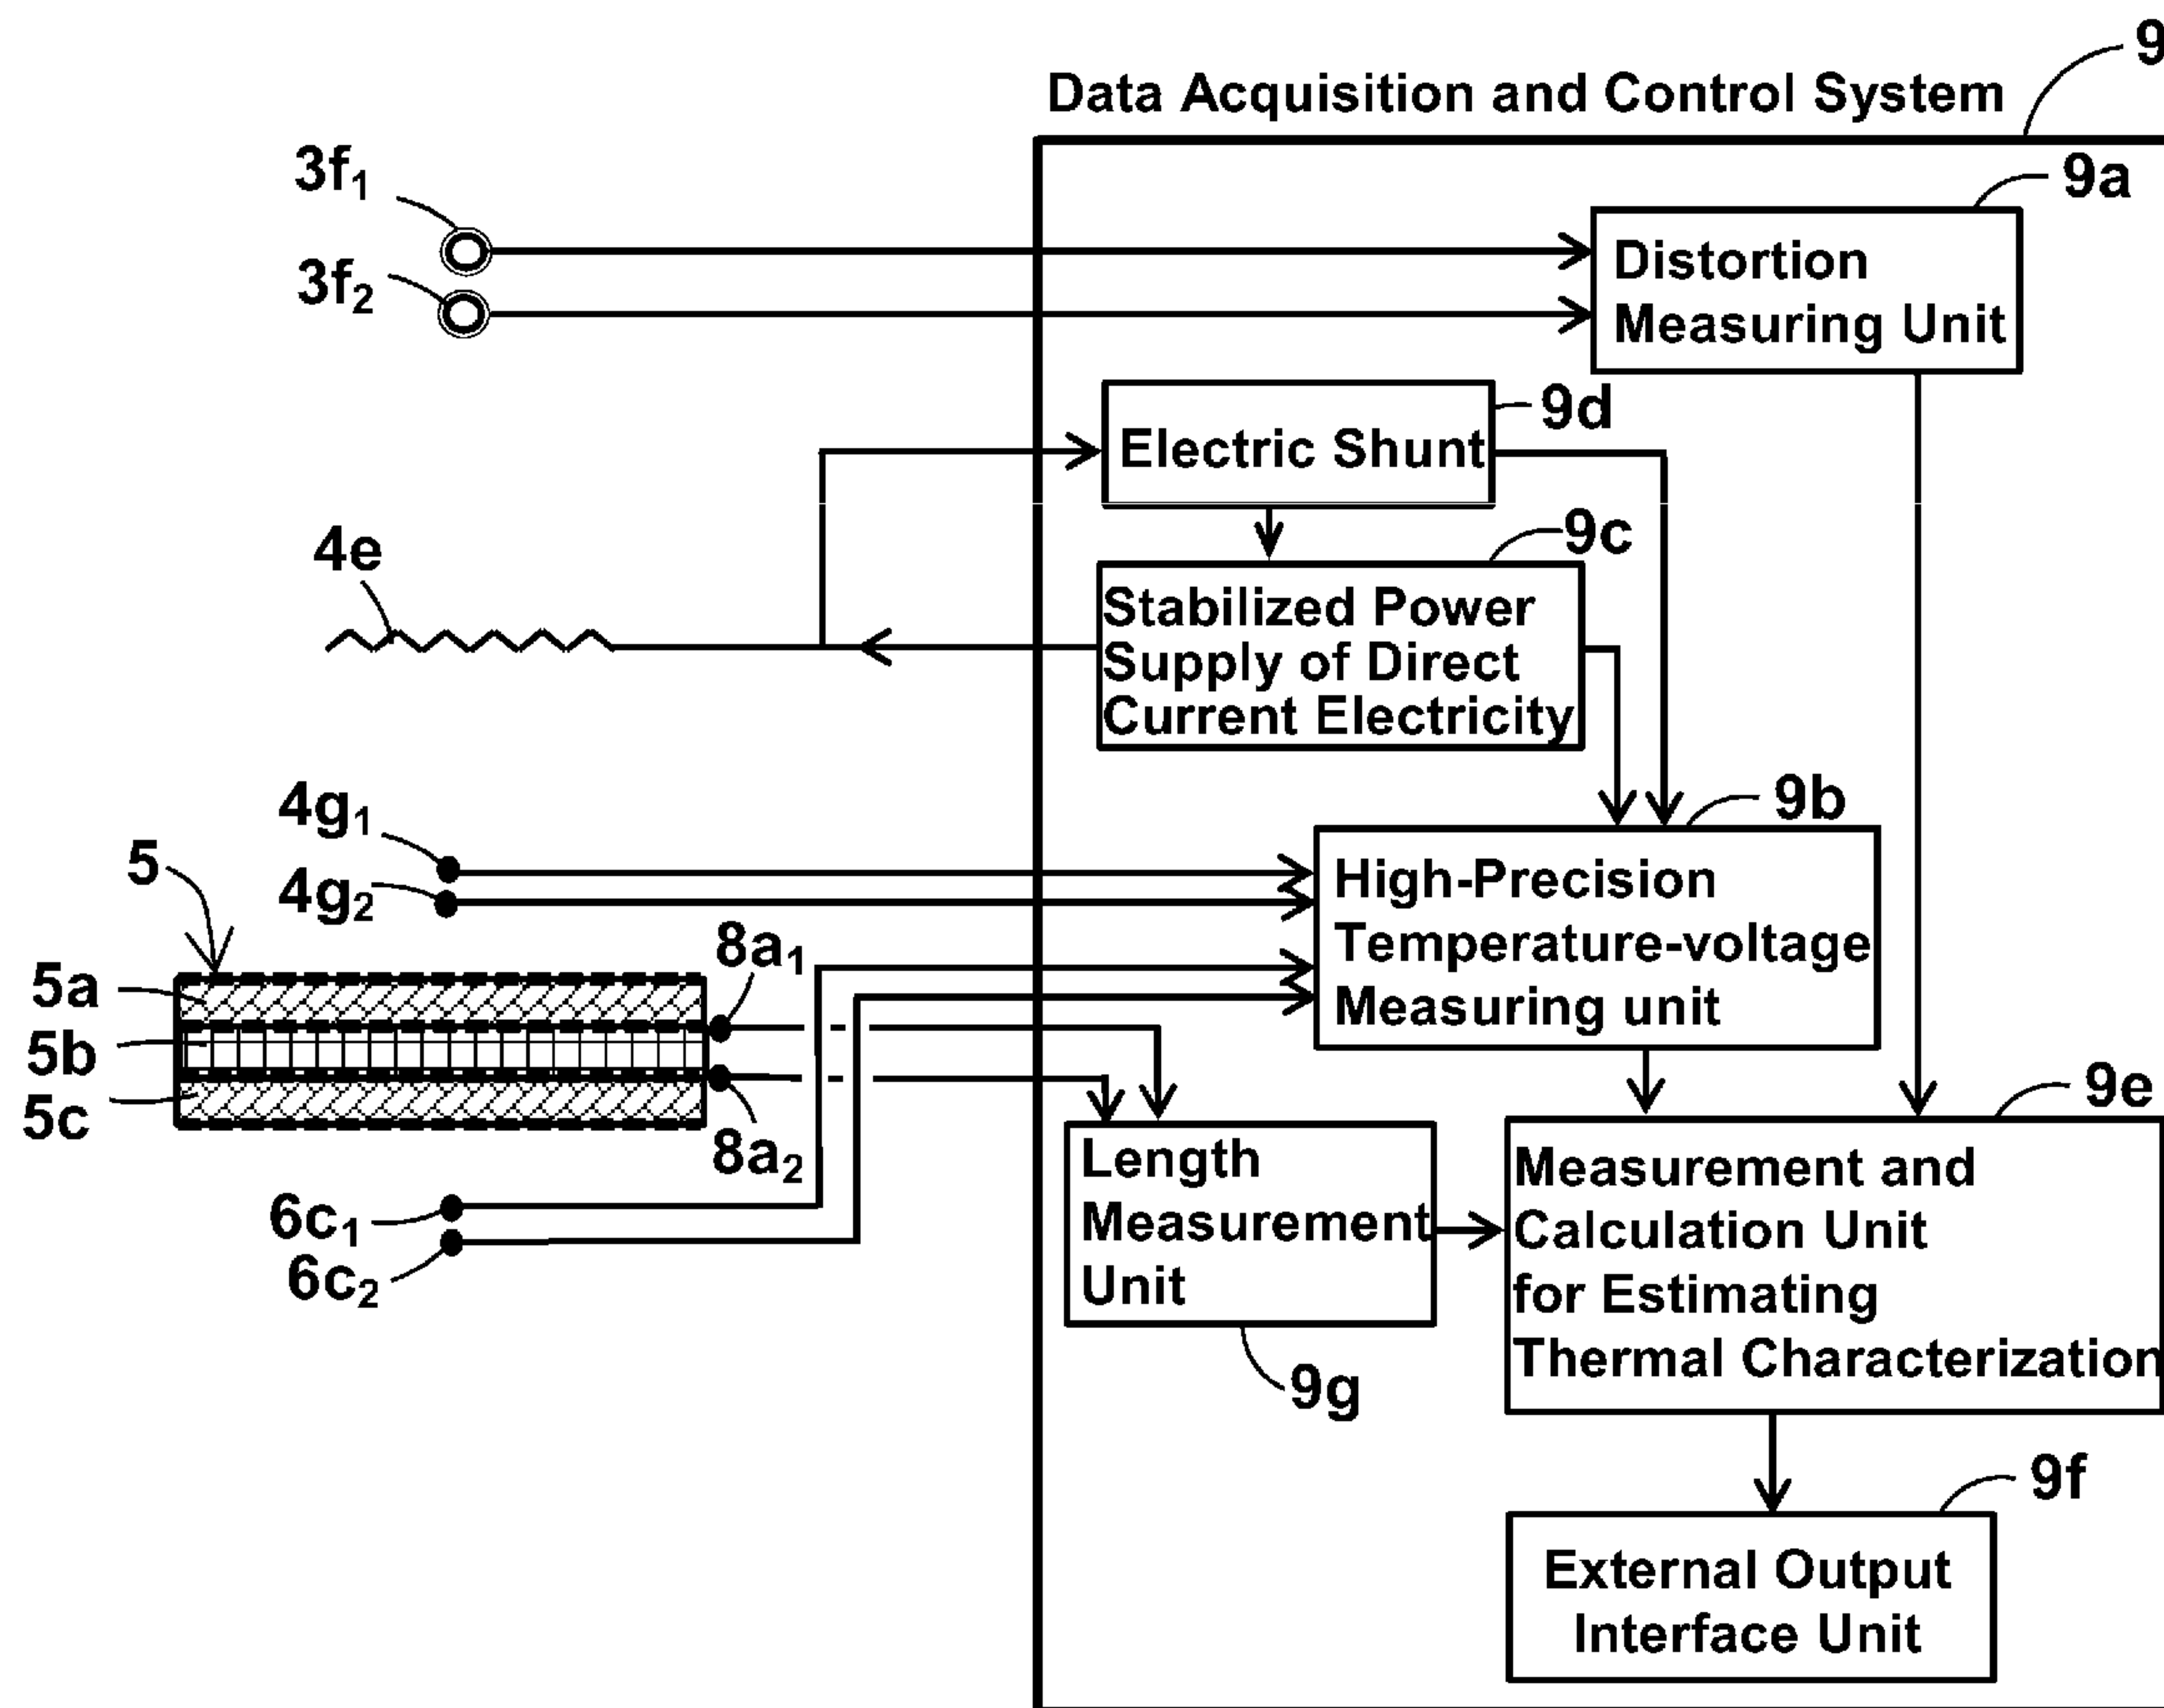 9
Data Acquisition and Control System
3f₁
9a
3f₂
Distortion
Measuring Unit
9d
Electric Shunt
9c
4e
Stabilized Power
Supply of Direct
Current Electricity
4g₁
9b
5
4g₂
High-Precision
Temperature-voltage
Measuring unit
8a₁
5a
5b
5c
8a₂
9e
Length
Measurement
Unit
Measurement and
Calculation Unit
for Estimating
Thermal Characterization
6c₁
6c₂
9g
9f
External Output
Interface Unit